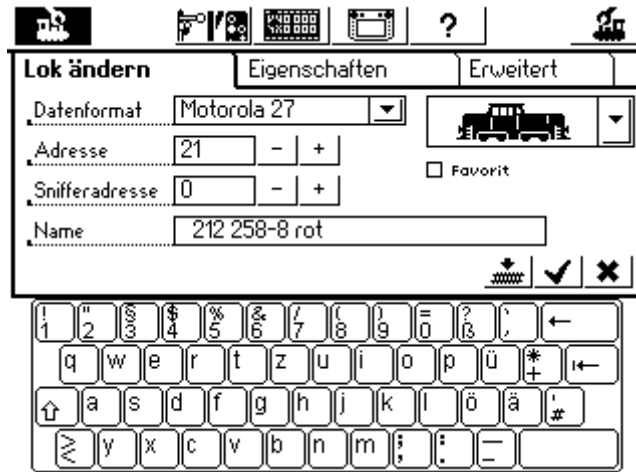 ?
Lok ändern Eigenschaften Erweitert
Datenformat Motorola 27
Adresse 21 - +
Favorit
Snifferadresse 0 - +
Name 212 258-8 rot
! " § $ % & / ( ) = ? `
1 2 3 4 5 6 7 8 9 0 ß ´ ←
q w e r t z u i o p ü * +
a s d f g h j k l ö ä ' #
> < y x c v b n m ; , : . _ -